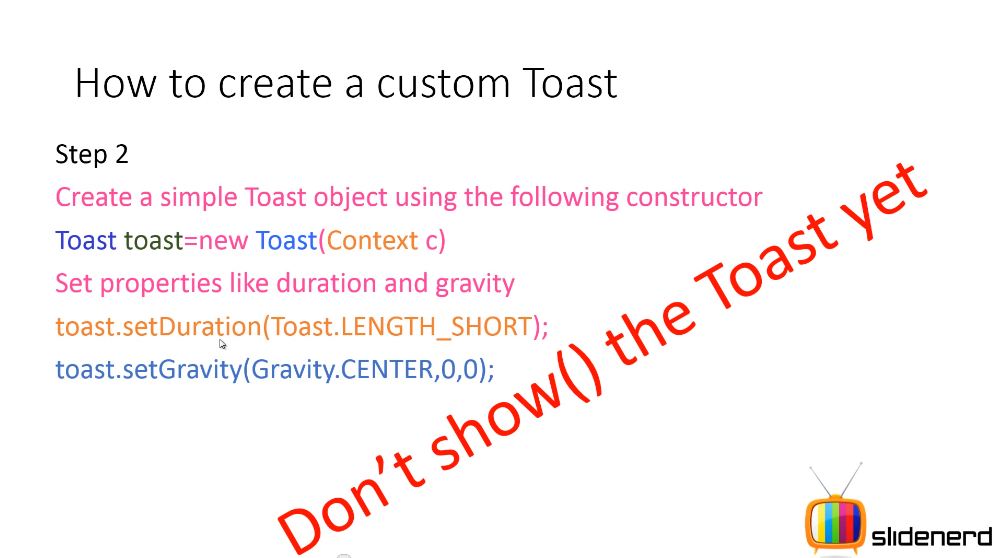 How to create a custom Toast
Step 2
Create a simple Toast object using the following constructor
Toast toast=new Toast(Context c)
Set properties like duration and gravity
toast.setDuration(Toast.LENGTH_SHORT);
toast.setGravity(Gravity.CENTER,0,0);
Don’t show() the Toast yet
slidenerd